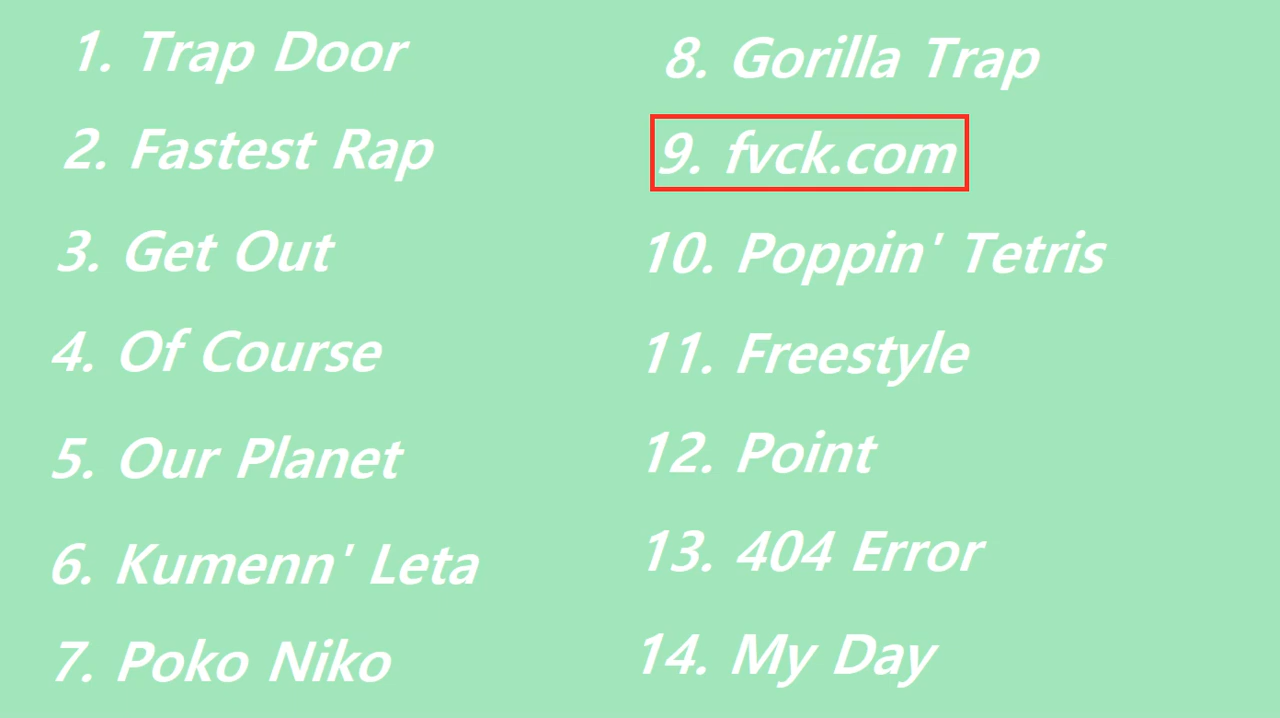 1. Trap Door
2. Fastest Rap
3. Get Out
4. Of Course
5. Our Planet
6. Kumenn' Leta
7. Poko Niko
8. Gorilla Trap
9. fvck.com
10. Poppin' Tetris
11. Freestyle
12. Point
13. 404 Error
14. My Day